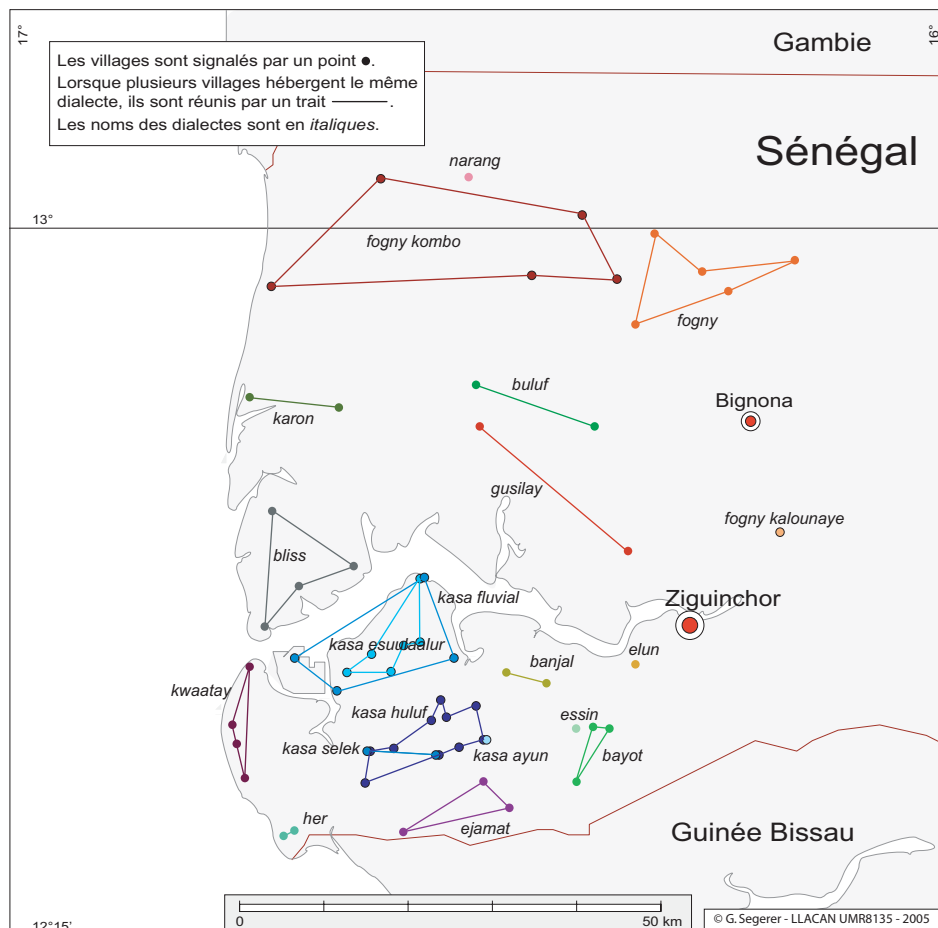 17°
16°
Gambie
Les villages sont signalés par un point ●.
Lorsque plusieurs villages hébergent le même
dialecte, ils sont réunis par un trait ———.
Les noms des dialectes sont en italiques.
Sénégal
narang
13°
fogny kombo
fogny
buluf
Bignona
karon
gusilay
fogny kalounaye
bliss
kasa fluvial
Ziguinchor
kasa esuulaalur
elun
banjal
kwaatay
kasa huluf
essin
kasa selek
kasa ayun
bayot
her
ejamat
Guinée Bissau
0
50 km
12°15'
© G. Segerer - LLACAN UMR8135 - 2005